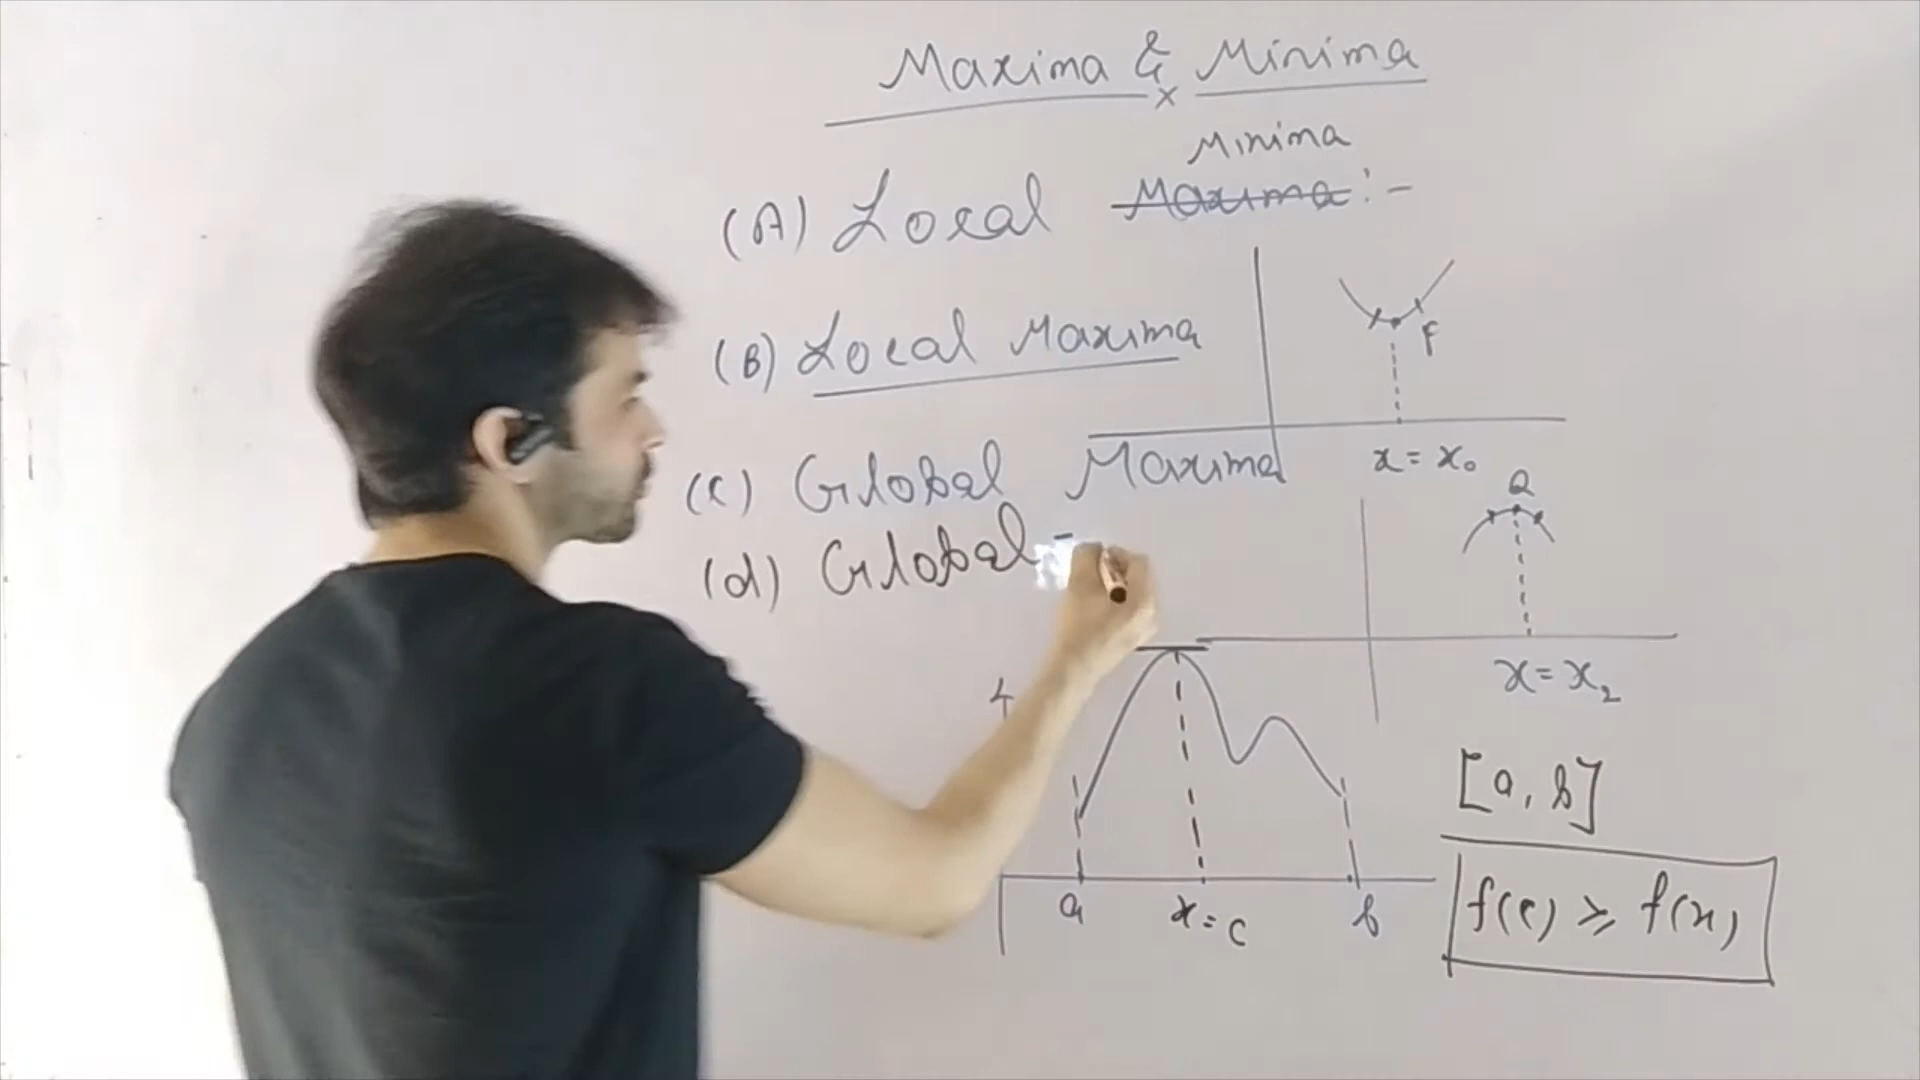 Maxima & Minima
x
Minima
(A) Local Maxima :-
P
(B) Local Maxima
x = x₀
(c) Global Maxima
Q
(d) Global
x = x₂
[a, b]
f(c) ≥ f(x)
a x = c b